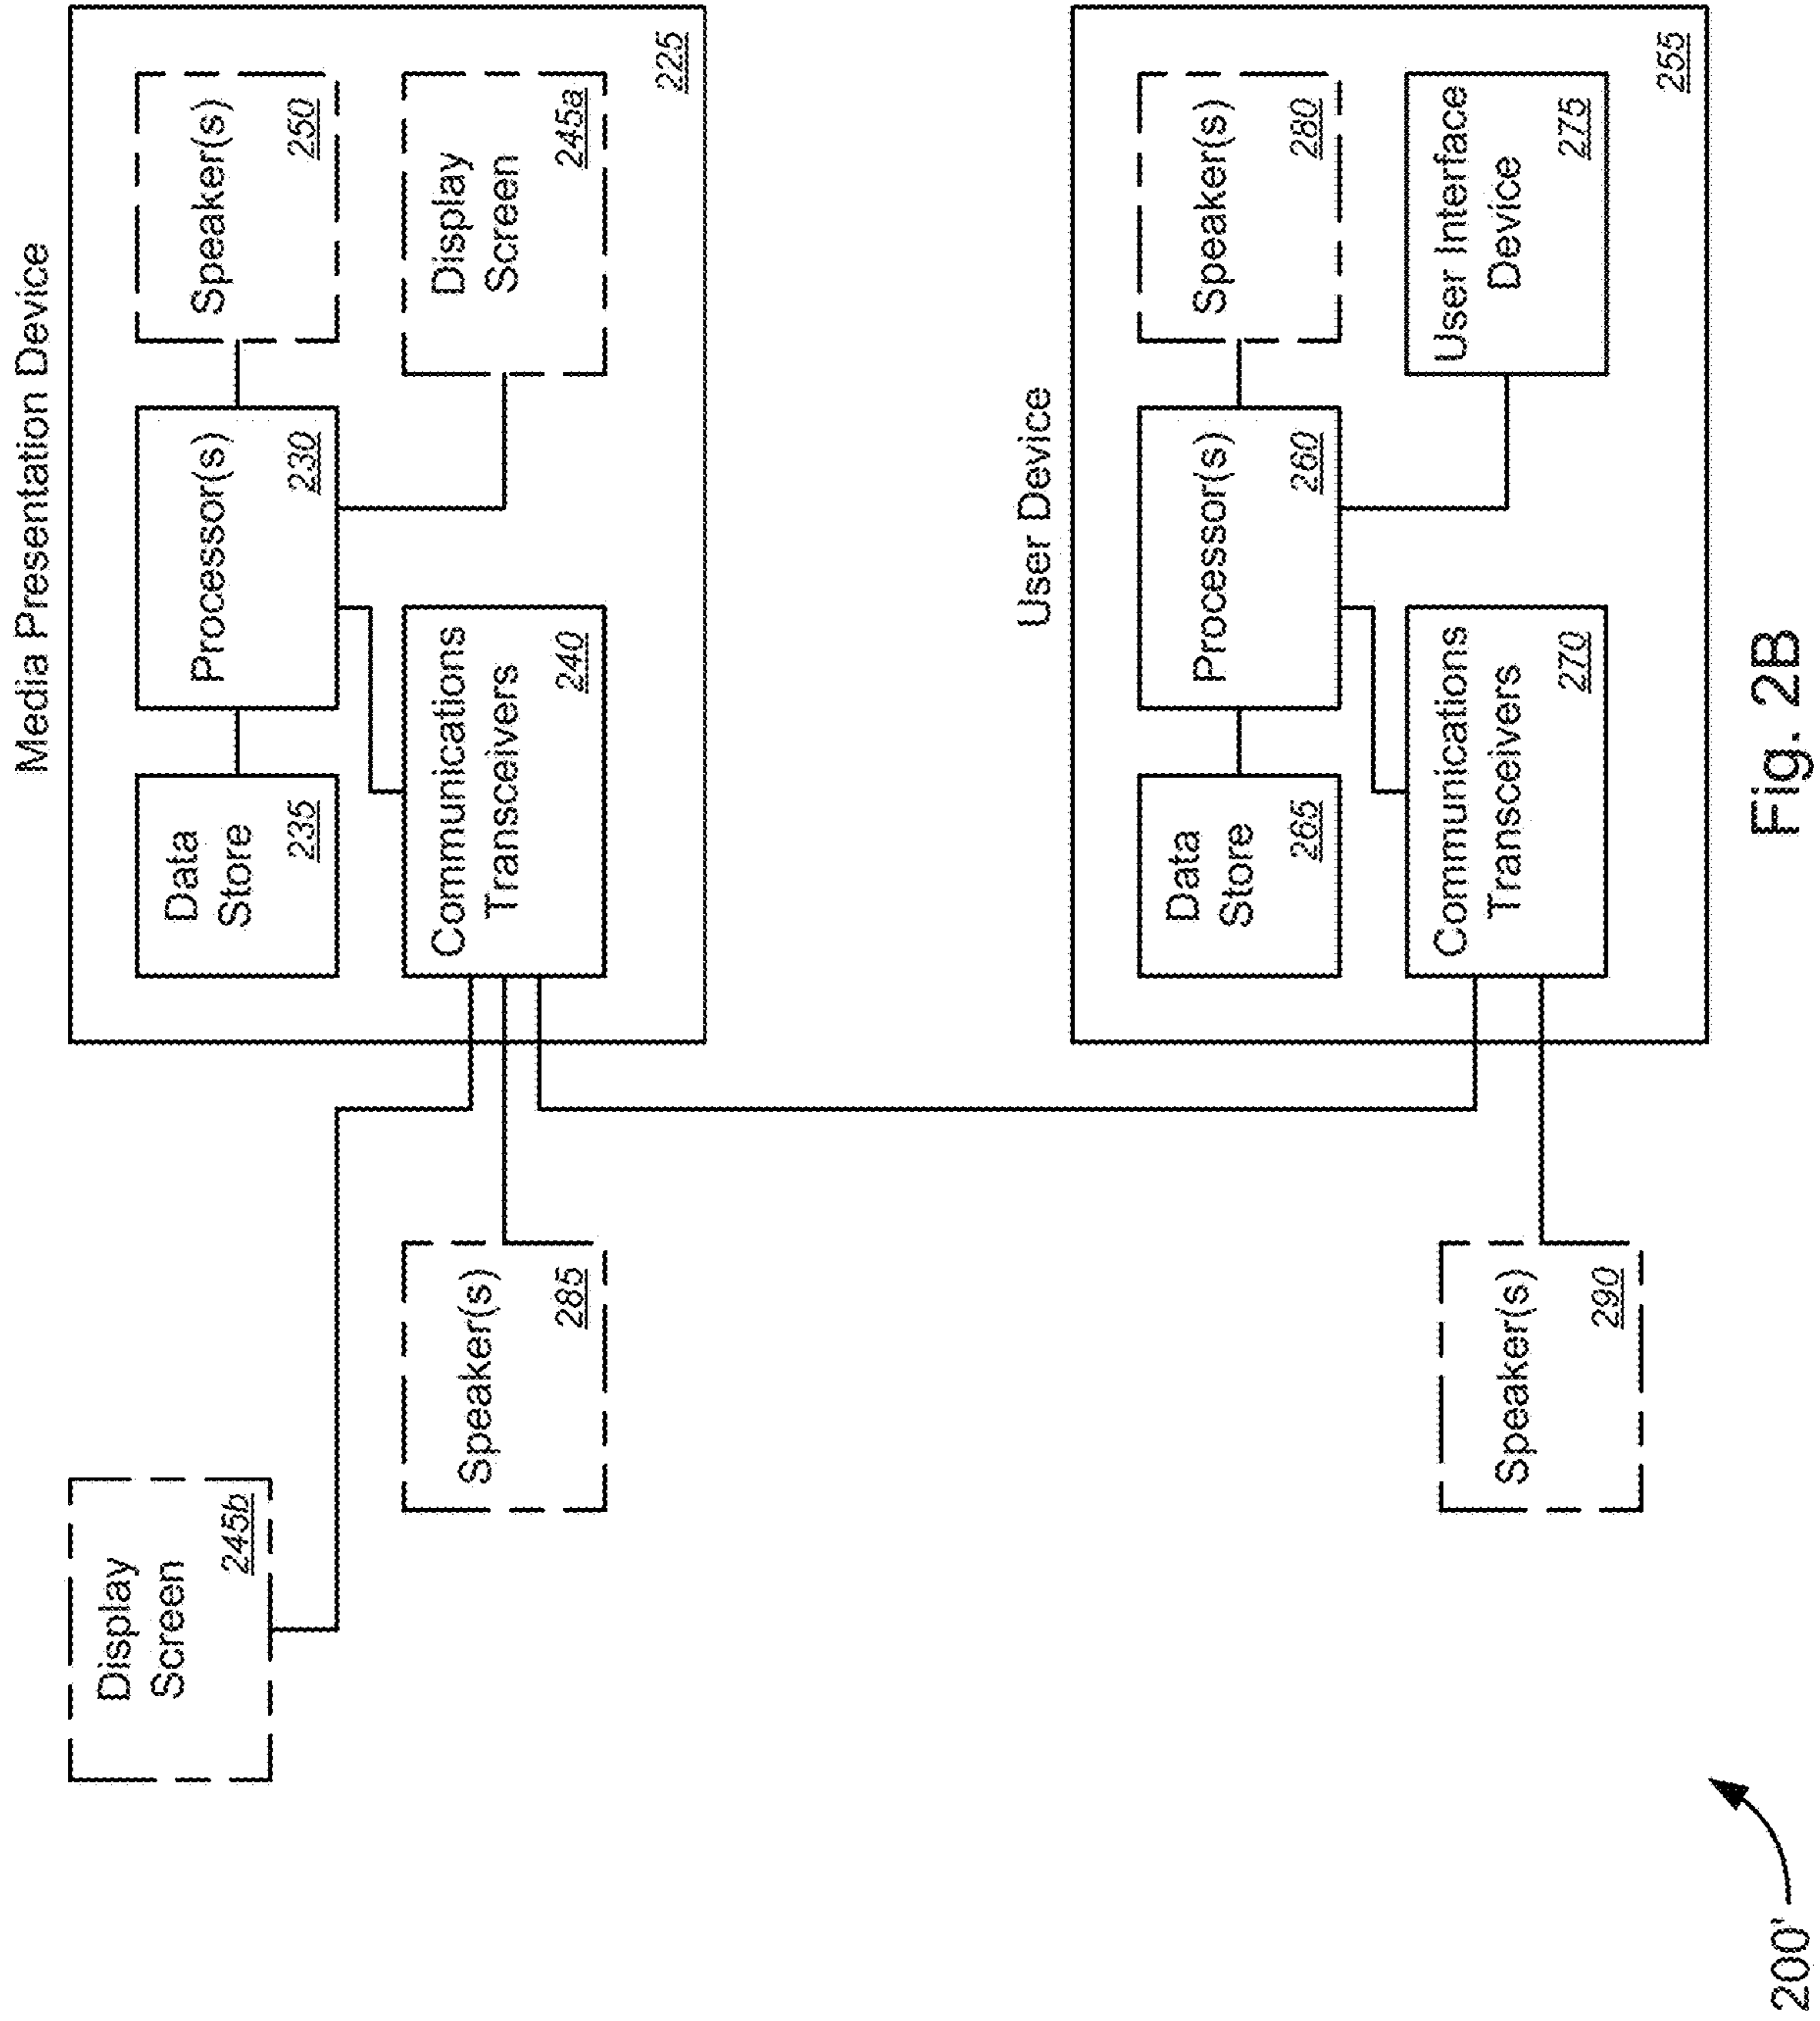 Media Presentation Device
Data
Store
235
Processor(s)
230
Speaker(s)
250
Communications
Transceivers
240
Display
Screen
245a
225
Display
Screen
245b
Speaker(s)
285
User Device
Data
Store
265
Processor(s)
260
Speaker(s)
280
Communications
Transceivers
270
User Interface
Device
275
255
Speaker(s)
290
200'
Fig. 2B